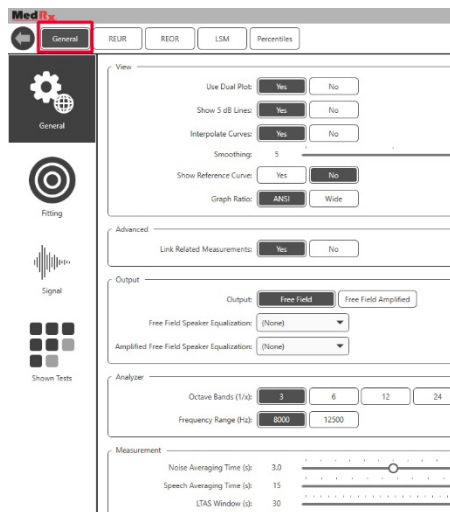 MedRx
General REUR REOR LSM Percentiles
General
Fitting
Signal
Shown Tests
View
Use Dual Plot: Yes No
Show 5 dB Lines: Yes No
Interpolate Curves: Yes No
Smoothing: 5
Show Reference Curve: Yes No
Graph Ratio: ANSI Wide
Advanced
Link Related Measurements: Yes No
Output
Output: Free Field Free Field Amplified
Free Field Speaker Equalization: (None)
Amplified Free Field Speaker Equalization: (None)
Analyzer
Octave Bands (1/x): 3 6 12 24
Frequency Range (Hz): 8000 12500
Measurement
Noise Averaging Time (s): 3.0
Speech Averaging Time (s): 15
LTAS Window (s): 30